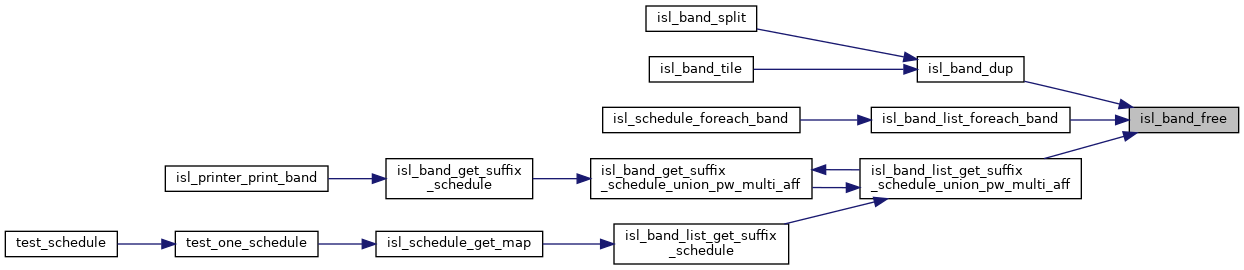 isl_band_split
isl_band_tile
isl_band_dup
isl_schedule_foreach_band
isl_band_list_foreach_band
isl_band_free
isl_printer_print_band
isl_band_get_suffix
_schedule
isl_band_get_suffix
_schedule_union_pw_multi_aff
isl_band_list_get_suffix
_schedule_union_pw_multi_aff
test_schedule
test_one_schedule
isl_schedule_get_map
isl_band_list_get_suffix
_schedule